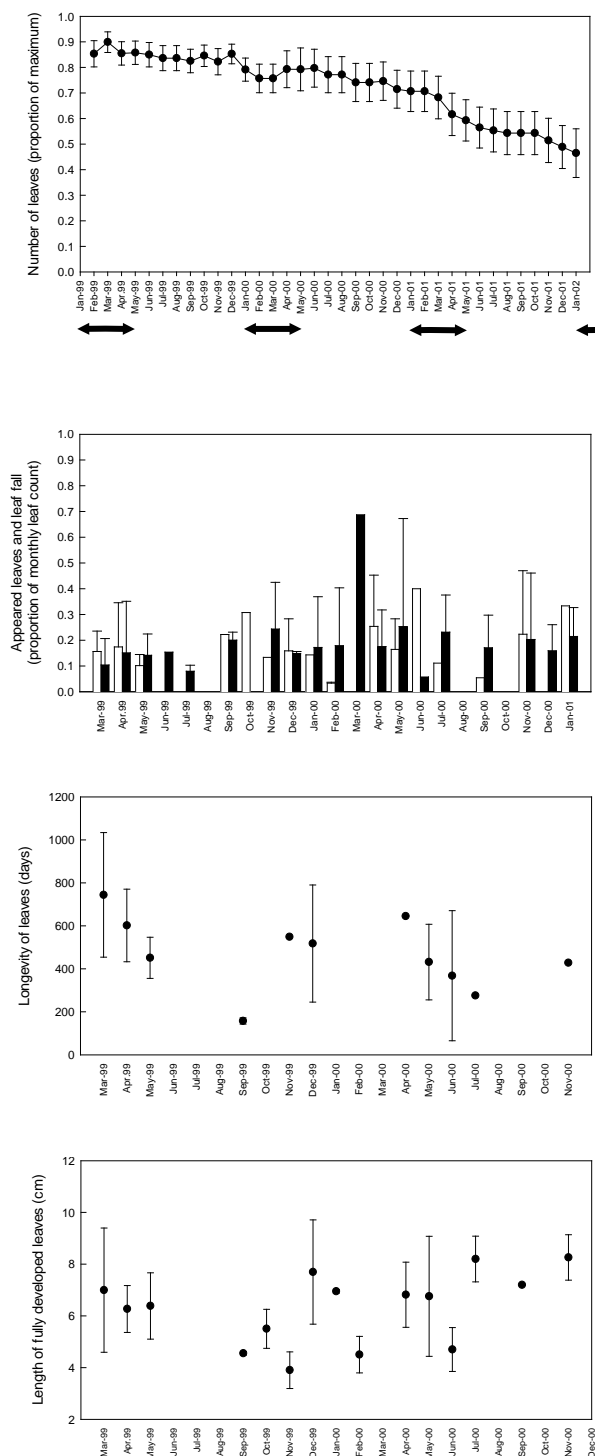 1.0
0.9
0.8
0.7
0.6
0.5
0.4
0.3
0.2
0.1
0.0
Number of leaves (proportion of maximum)
Jan-99
Feb-99
Mar-99
Apr.99
May-99
Jun-99
Jul-99
Aug-99
Sep-99
Oct-99
Nov-99
Dec-99
Jan-00
Feb-00
Mar-00
Apr-00
May-00
Jun-00
Jul-00
Aug-00
Sep-00
Oct-00
Nov-00
Dec-00
Jan-01
Feb-01
Mar-01
Apr-01
May-01
Jun-01
Jul-01
Aug-01
Sep-01
Oct-01
Nov-01
Dec-01
Jan-02
1.0
0.9
0.8
0.7
0.6
0.5
0.4
0.3
0.2
0.1
0.0
Appeared leaves and leaf fall
(proportion of monthly leaf count)
Mar-99
Apr.99
May-99
Jun-99
Jul-99
Aug-99
Sep-99
Oct-99
Nov-99
Dec-99
Jan-00
Feb-00
Mar-00
Apr-00
May-00
Jun-00
Jul-00
Aug-00
Sep-00
Oct-00
Nov-00
Dec-00
Jan-01
1200
1000
800
600
400
200
0
Longevity of leaves (days)
Mar-99
Apr.99
May-99
Jun-99
Jul-99
Aug-99
Sep-99
Oct-99
Nov-99
Dec-99
Jan-00
Feb-00
Mar-00
Apr-00
May-00
Jun-00
Jul-00
Aug-00
Sep-00
Oct-00
Nov-00
12
10
8
6
4
2
Length of fully developed leaves (cm)
Mar-99
Apr.99
May-99
Jun-99
Jul-99
Aug-99
Sep-99
Oct-99
Nov-99
Dec-99
Jan-00
Feb-00
Mar-00
Apr-00
May-00
Jun-00
Jul-00
Aug-00
Sep-00
Oct-00
Nov-00
Dec-00